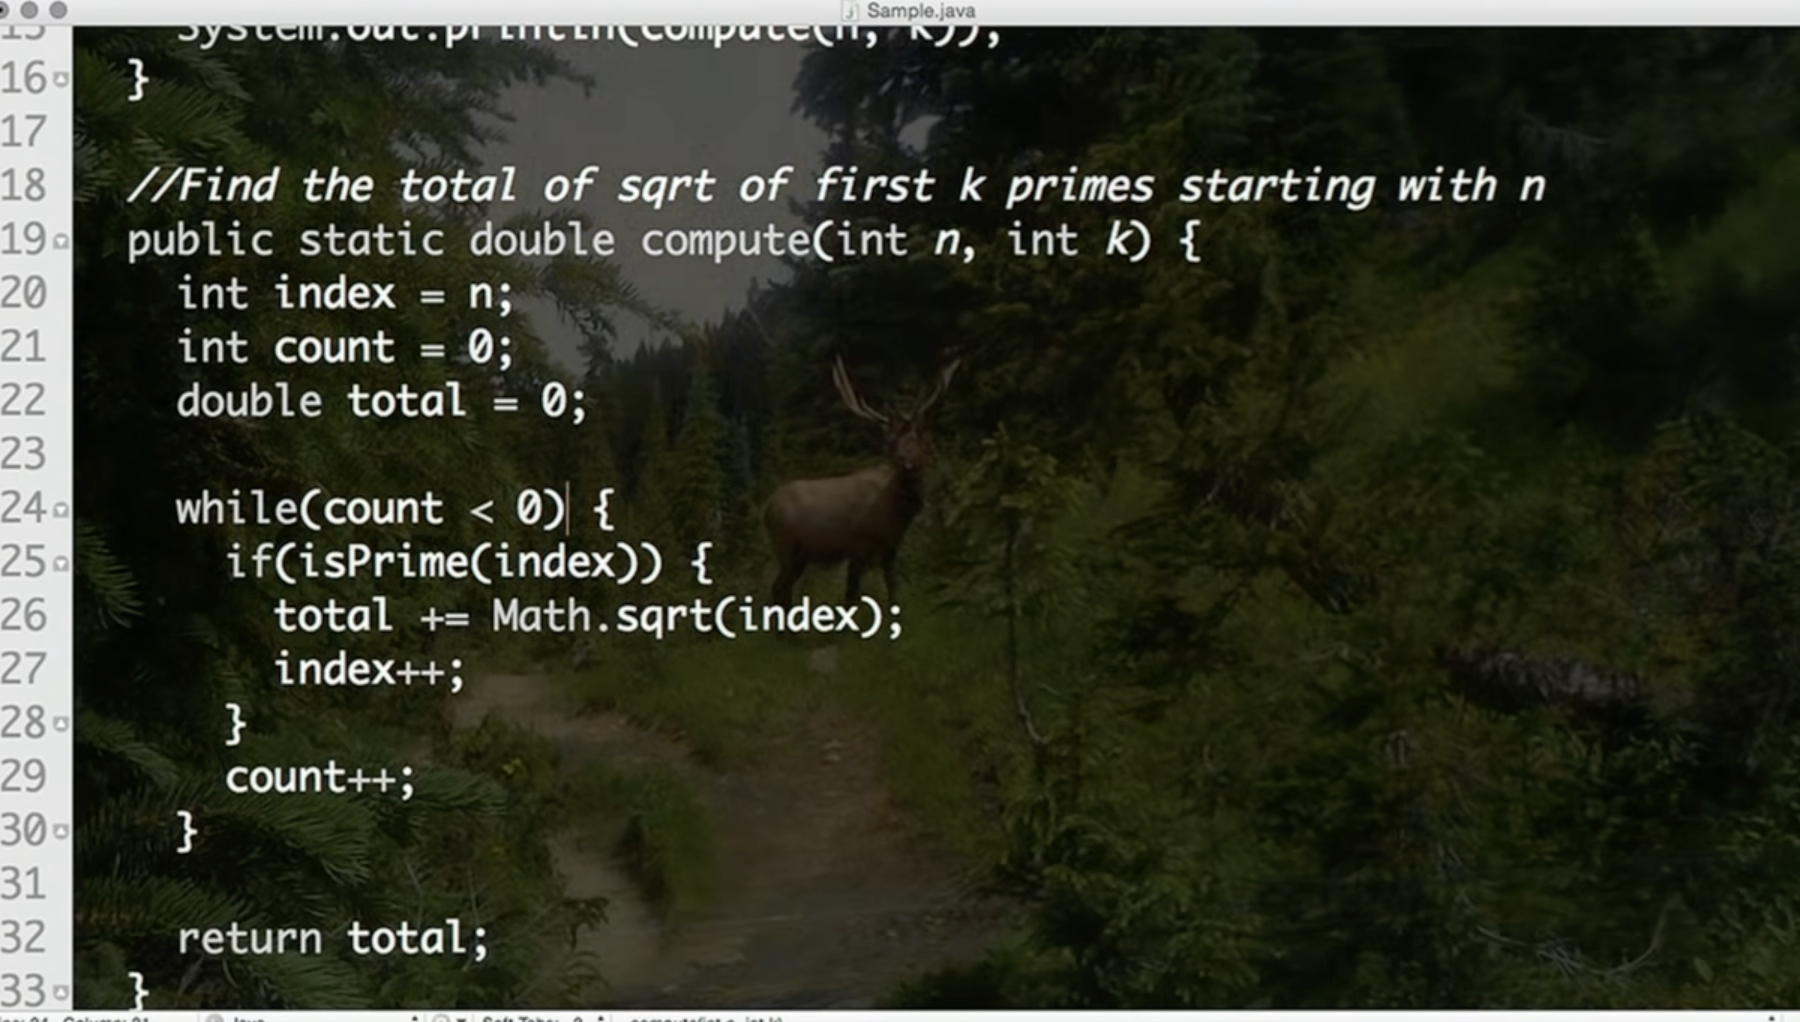 Sample.java
15 System.out.println(compute(n, k));
16 }
17
18 //Find the total of sqrt of first k primes starting with n
19 public static double compute(int n, int k) {
20 int index = n;
21 int count = 0;
22 double total = 0;
23
24 while(count < 0) {
25 if(isPrime(index)) {
26 total += Math.sqrt(index);
27 index++;
28 }
29 count++;
30 }
31
32 return total;
33 }